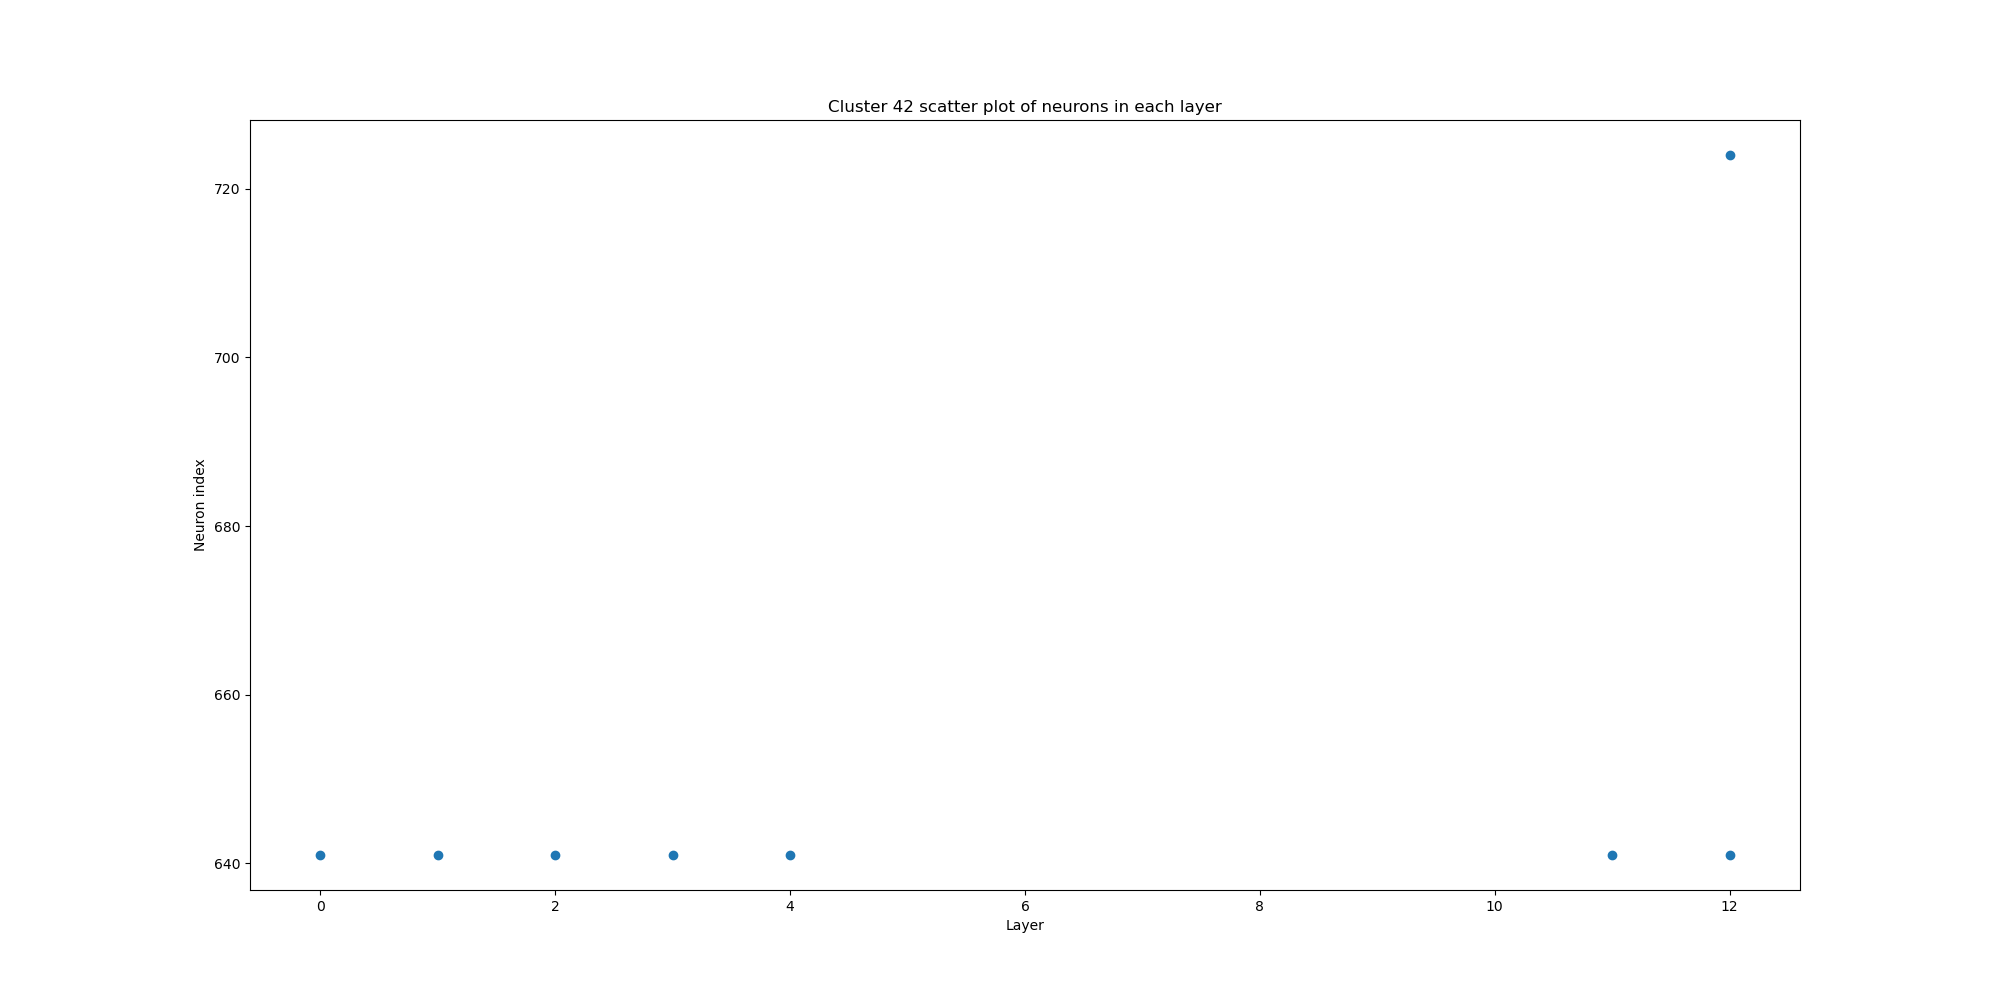 Cluster 42 scatter plot of neurons in each layer
720
700
680
660
640
Neuron index
0 2 4 6 8 10 12
Layer